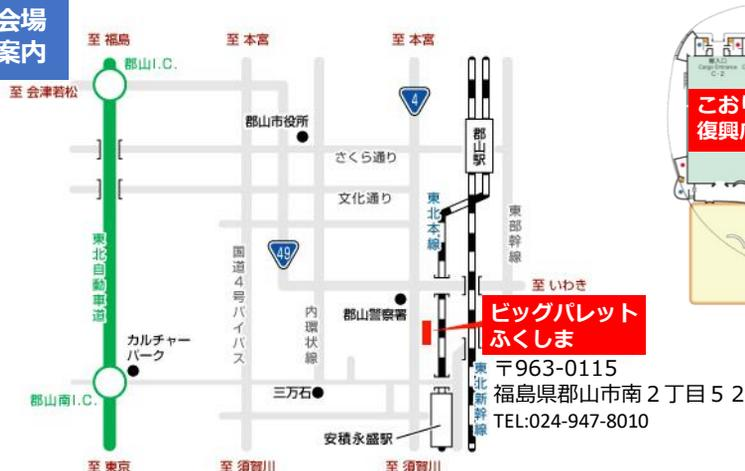 会場
案内
至 福島
至 本宮
至 本宮
郡山I.C.
至 会津若松
4
郡山市役所
郡山駅
さくら通り
文化通り
東北本線
東部幹線
49
東北自動車道
国道4号バイパス
内環状線
至 いわき
郡山警察署
ビッグパレット
ふくしま
カルチャー
パーク
〒963-0115
福島県郡山市南2丁目52
TEL:024-947-8010
東北新幹線
三万石
郡山南I.C.
安積永盛駅
至 東京
至 須賀川
至 須賀川
搬入口
Cargo Entrance
C-2
こおり
復興